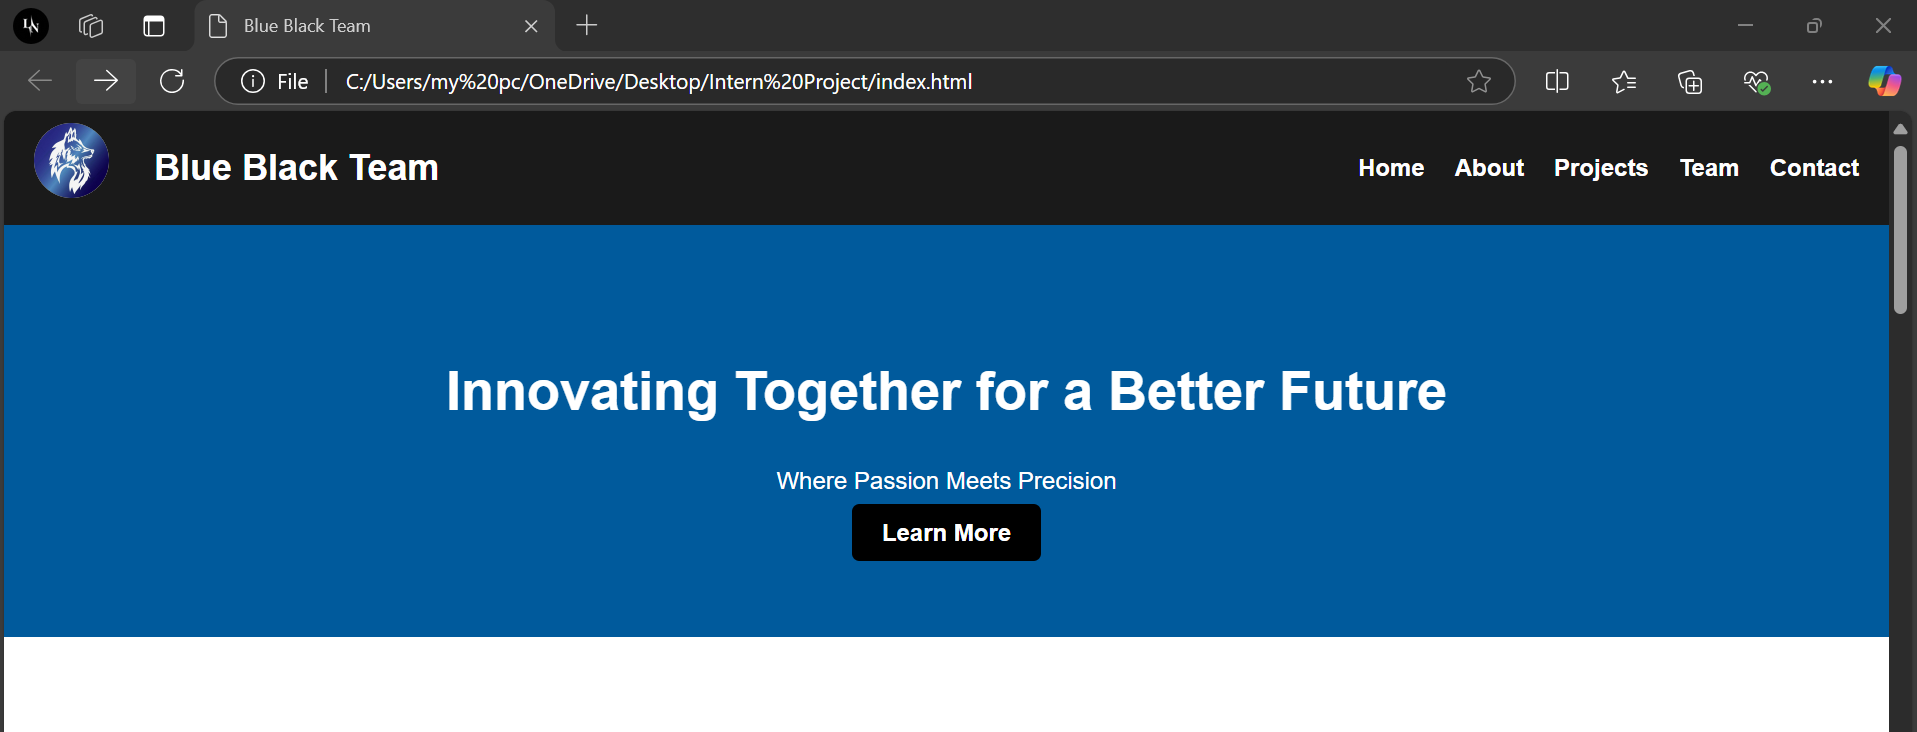 LN
Blue Black Team
File
C:/Users/my%20pc/OneDrive/Desktop/Intern%20Project/index.html
Blue Black Team
Home
About
Projects
Team
Contact
Innovating Together for a Better Future
Where Passion Meets Precision
Learn More